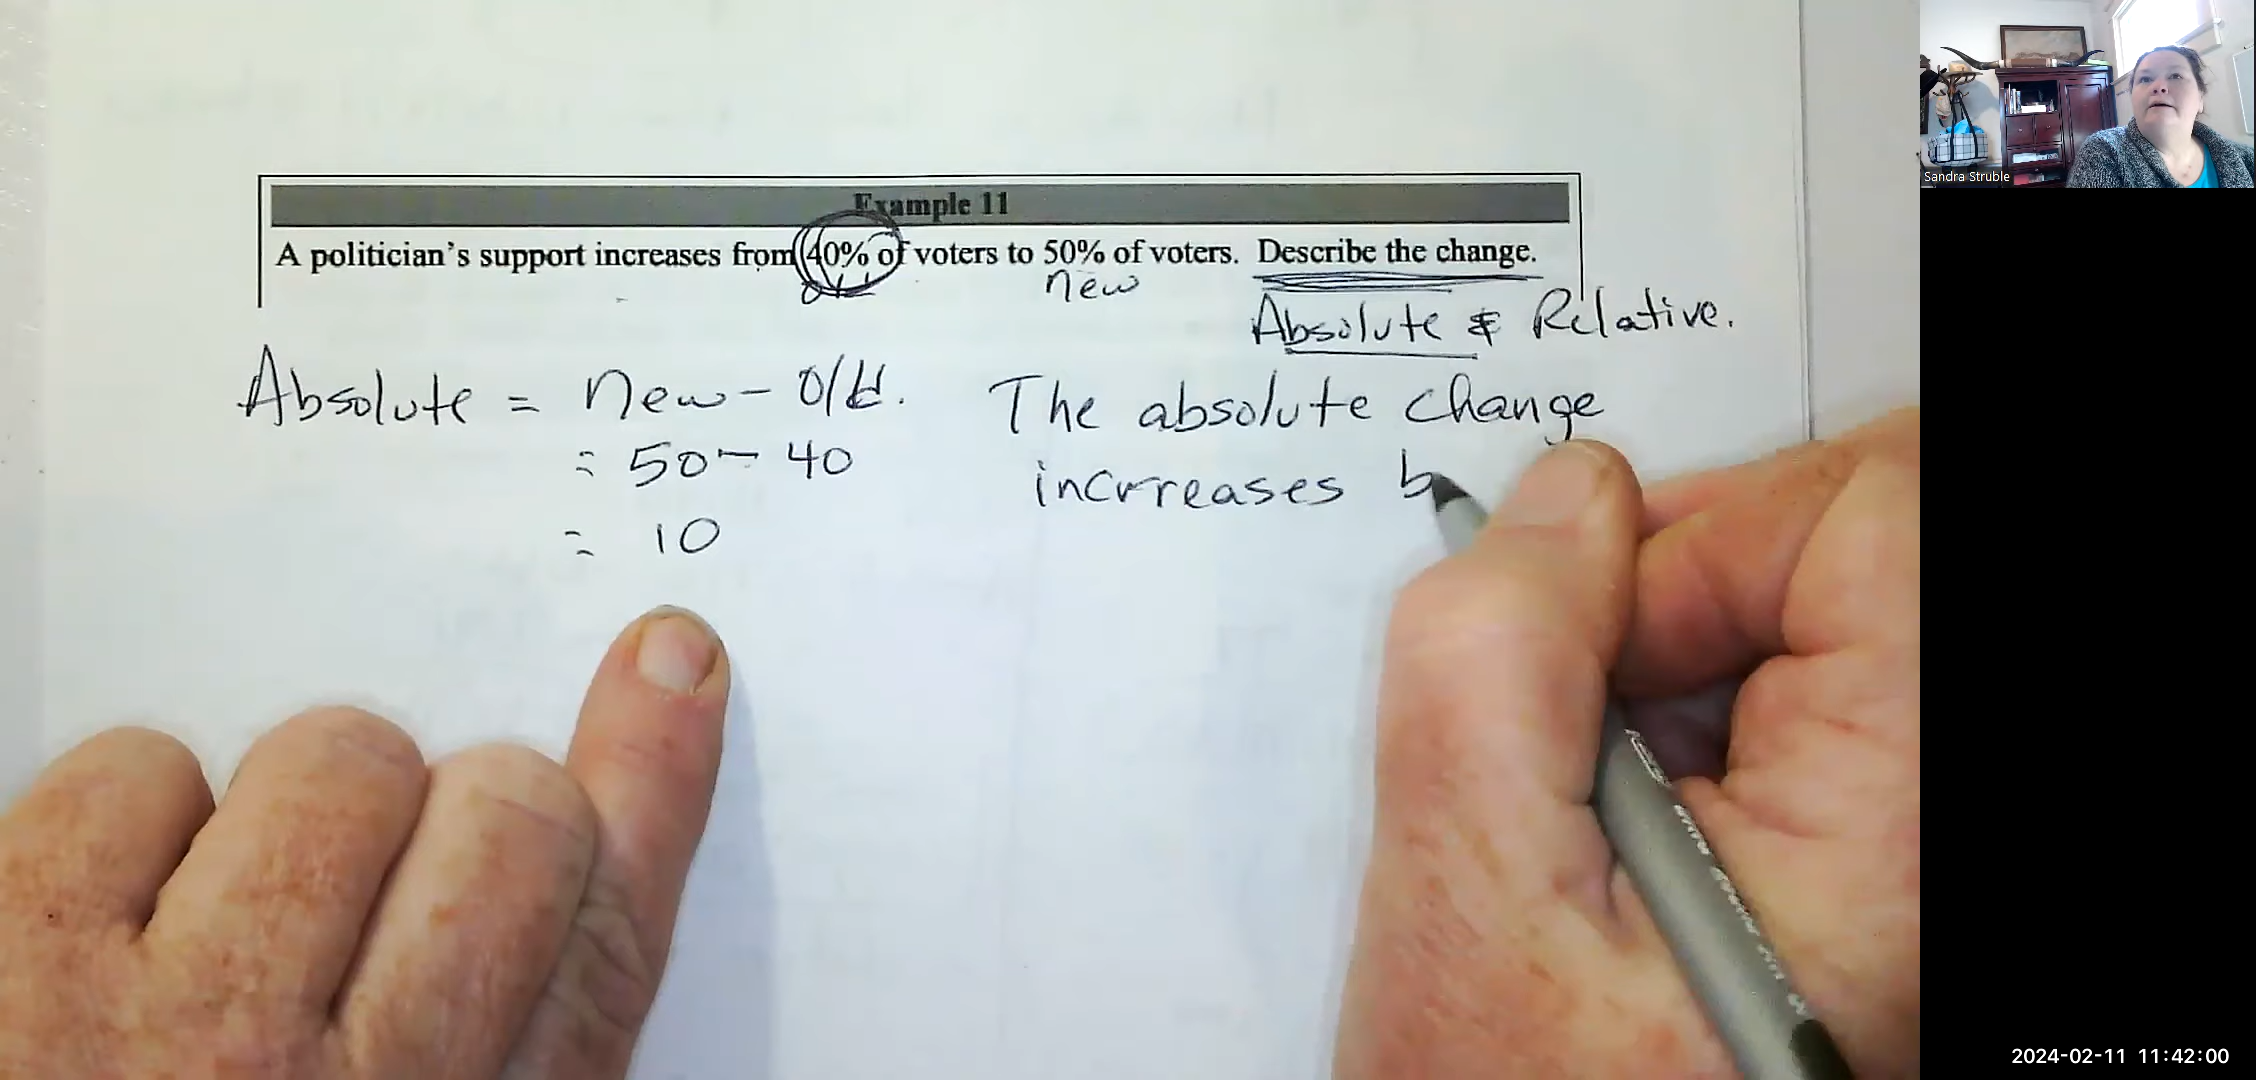 Example 11
A politician's support increases from 40% of voters to 50% of voters. Describe the change.
old new
Absolute & Relative.
Absolute = new - old.
= 50 - 40
= 10
The absolute change
increases b
Sandra Struble
2024-02-11 11:42:00